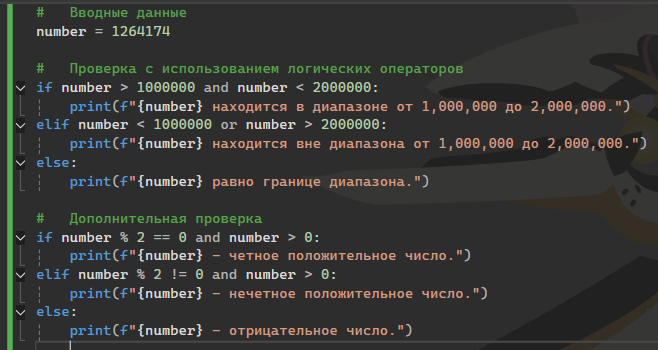 #   Вводные данные
number = 1264174
#   Проверка с использованием логических операторов
if number > 1000000 and number < 2000000:
    print(f"{number} находится в диапазоне от 1,000,000 до 2,000,000.")
elif number < 1000000 or number > 2000000:
    print(f"{number} находится вне диапазона от 1,000,000 до 2,000,000.")
else:
    print(f"{number} равно границе диапазона.")
#   Дополнительная проверка
if number % 2 == 0 and number > 0:
    print(f"{number} – четное положительное число.")
elif number % 2 != 0 and number > 0:
    print(f"{number} – нечетное положительное число.")
else:
    print(f"{number} – отрицательное число.")